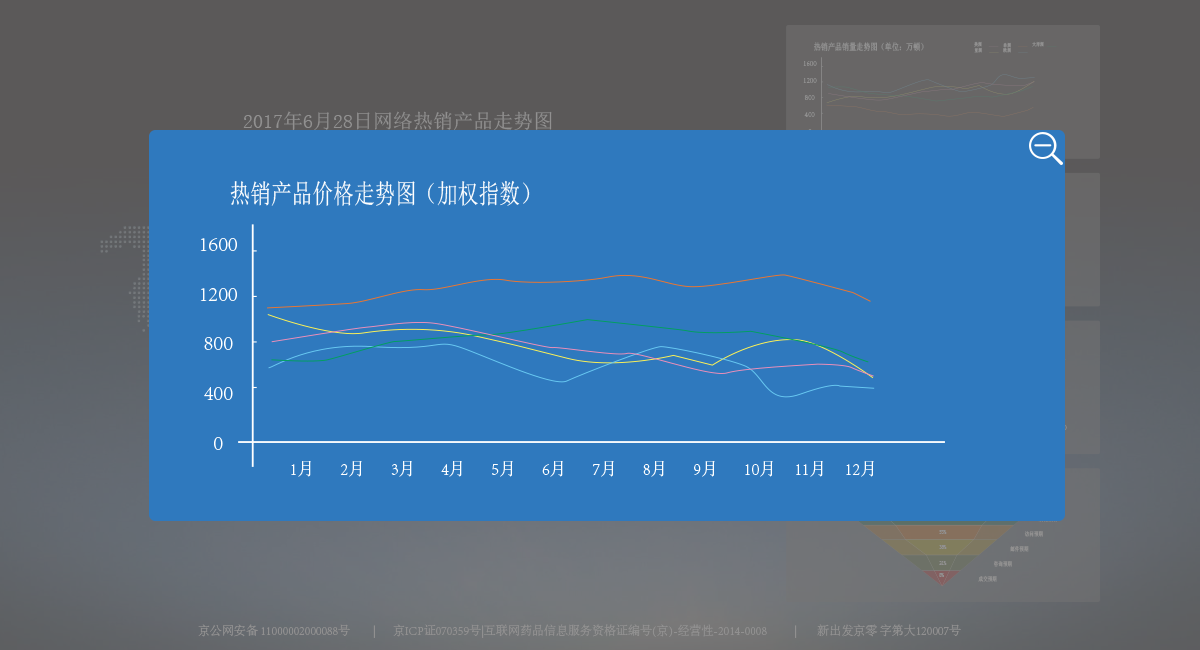 热销产品销量走势图（单位：万顿）
1600
1200
800
400
2017年6月28日网络热销产品走势图
热销产品价格走势图（加权指数）
1600
1200
800
400
0
1月 2月 3月 4月 5月 6月 7月 8月 9月 10月 11月 12月
京公网安备 11000002000088号 | 京ICP证070359号[互联网药品信息服务资格证编号(京)-经营性-2014-0008 | 新出发京零 字第大120007号